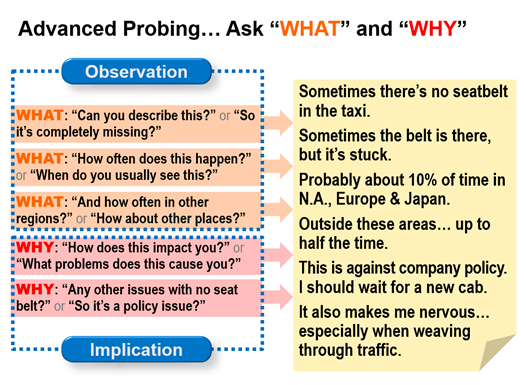 Advanced Probing… Ask “WHAT” and “WHY”
Observation
WHAT: “Can you describe this?” or “So
it’s completely missing?”
WHAT: “How often does this happen?”
or “When do you usually see this?”
WHAT: “And how often in other
regions?” or “How about other places?”
WHY: “How does this impact you?” or
“What problems does this cause you?”
WHY: “Any other issues with no seat
belt?” or “So it’s a policy issue?”
Implication
Sometimes there’s no seatbelt
in the taxi.
Sometimes the belt is there,
but it’s stuck.
Probably about 10% of time in
N.A., Europe & Japan.
Outside these areas… up to
half the time.
This is against company policy.
I should wait for a new cab.
It also makes me nervous…
especially when weaving
through traffic.